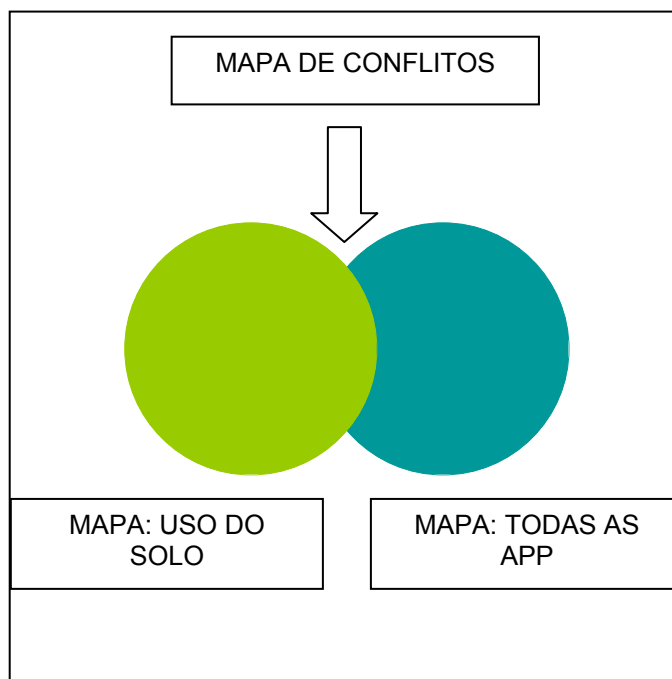 MAPA DE CONFLITOS
MAPA: USO DO
SOLO
MAPA: TODAS AS
APP